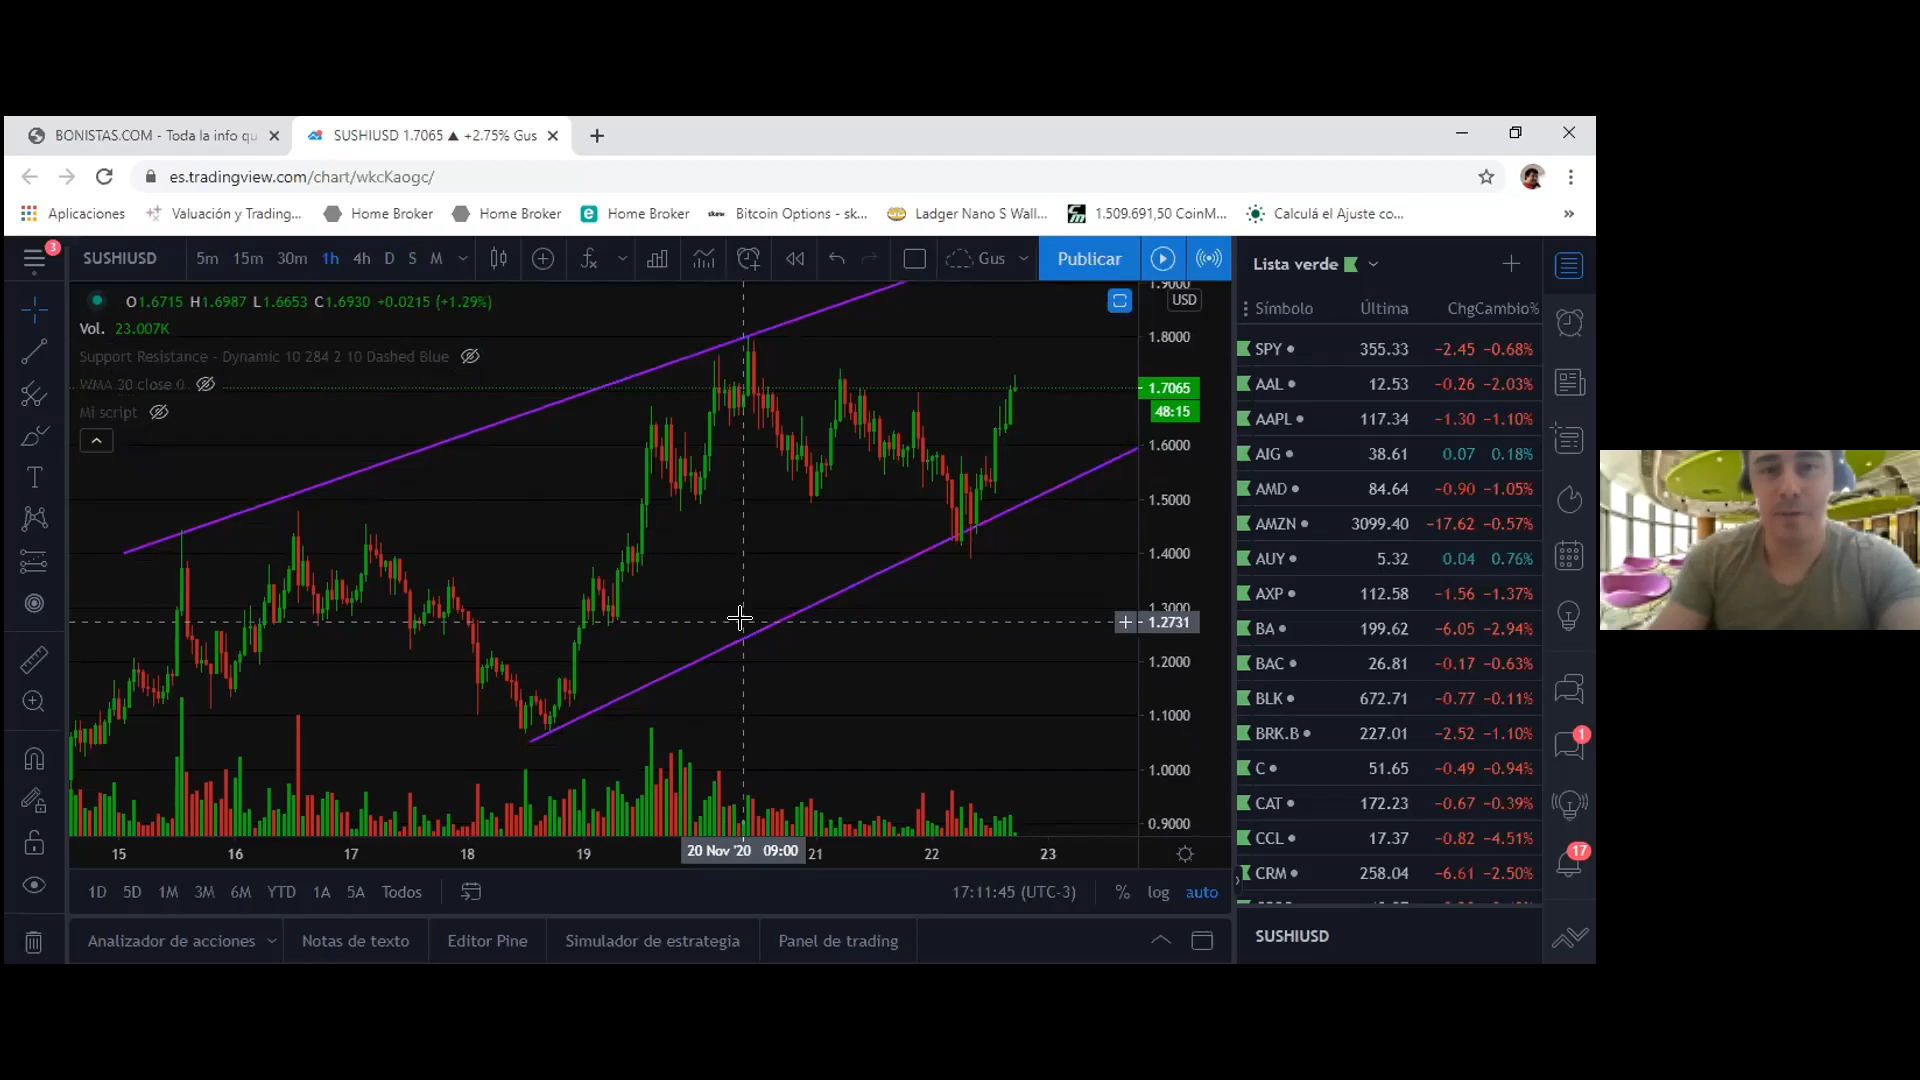 BONISTAS.COM - Toda la info qu
SUSHIUSD 1.7065 ▲ +2.75% Gus
es.tradingview.com/chart/wkcKaogc/
Aplicaciones
Valuación y Trading...
Home Broker
Home Broker
Home Broker
skew Bitcoin Options - sk...
Ladger Nano S Wall...
1.509.691,50 CoinM...
Calculá el Ajuste co...
»
3
SUSHIUSD 5m 15m 30m 1h 4h D S M
Gus
Publicar
Lista verde
O1.6715 H1.6987 L1.6653 C1.6930 +0.0215 (+1.29%)
Vol. 23.007K
Support Resistance - Dynamic 10 284 2 10 Dashed Blue
WMA 30 close 0
Mi script
1.9000
USD
1.8000
1.7065
48:15
1.6000
1.5000
1.4000
1.3000
1.2731
1.2000
1.1000
1.0000
0.9000
15 16 17 18 19 20 Nov '20 09:00 21 22 23
1D 5D 1M 3M 6M YTD 1A 5A Todos
17:11:45 (UTC-3) % log auto
Analizador de acciones Notas de texto Editor Pine Simulador de estrategia Panel de trading
Símbolo Última Chg Cambio%
SPY 355.33 −2.45 −0.68%
AAL 12.53 −0.26 −2.03%
AAPL 117.34 −1.30 −1.10%
AIG 38.61 0.07 0.18%
AMD 84.64 −0.90 −1.05%
AMZN 3099.40 −17.62 −0.57%
AUY 5.32 0.04 0.76%
AXP 112.58 −1.56 −1.37%
BA 199.62 −6.05 −2.94%
BAC 26.81 −0.17 −0.63%
BLK 672.71 −0.77 −0.11%
BRK.B 227.01 −2.52 −1.10%
C 51.65 −0.49 −0.94%
CAT 172.23 −0.67 −0.39%
CCL 17.37 −0.82 −4.51%
CRM 258.04 −6.61 −2.50%
SUSHIUSD
1
17